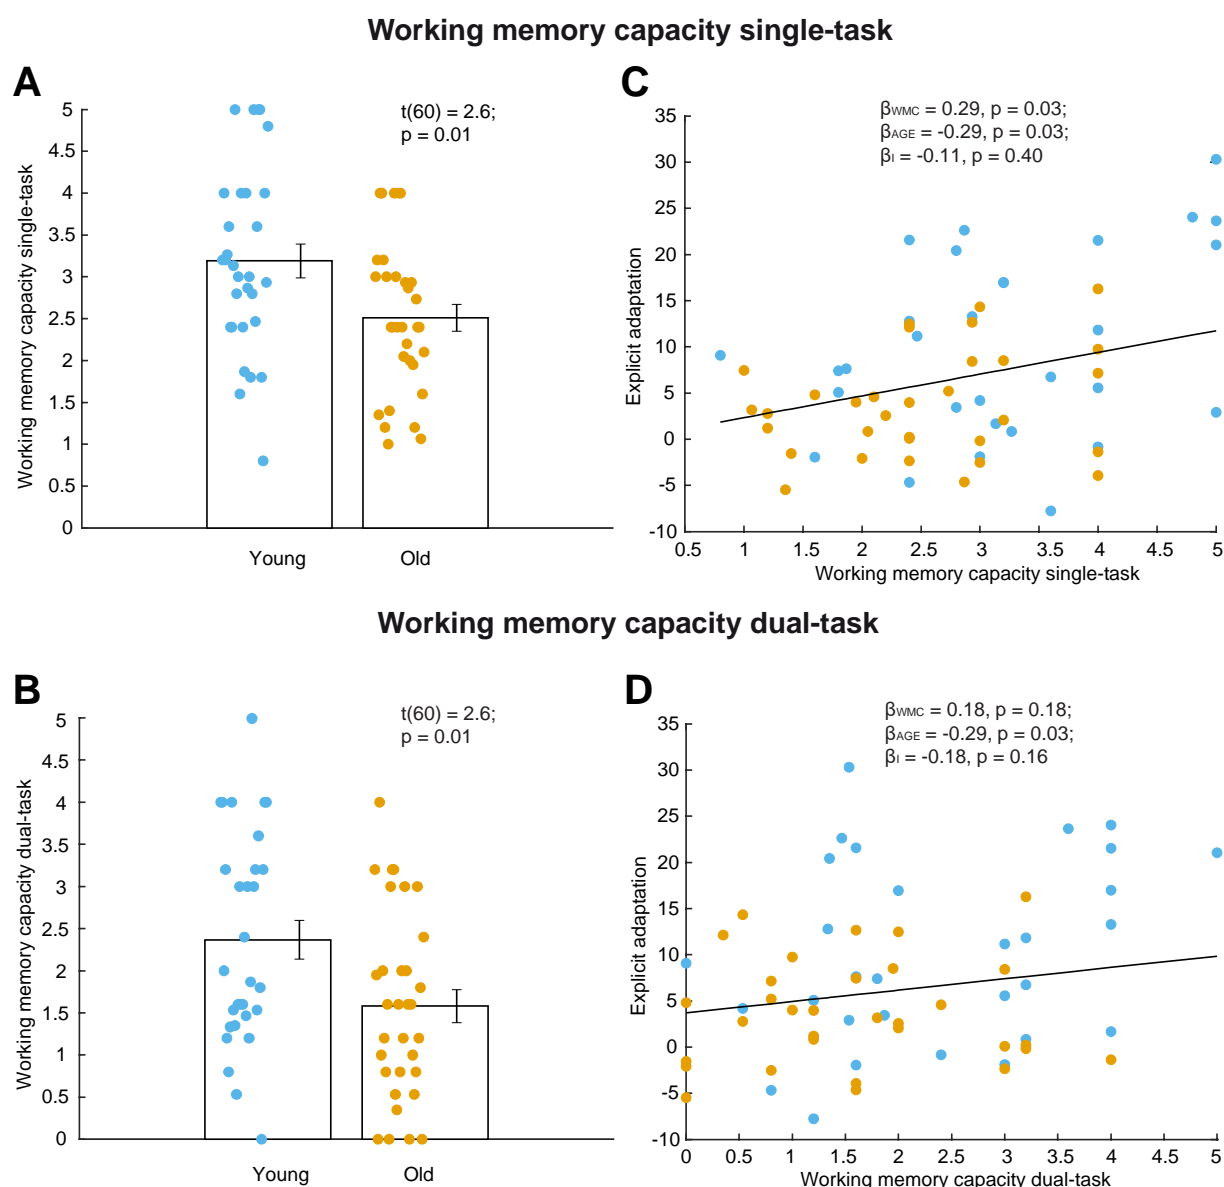 Working memory capacity single-task
A
t(60) = 2.6;
p = 0.01
Working memory capacity single-task
5
4.5
4
3.5
3
2.5
2
1.5
1
0.5
0
Young
Old
C
βWMC = 0.29, p = 0.03;
βAGE = -0.29, p = 0.03;
βI = -0.11, p = 0.40
Explicit adaptation
35
30
25
20
15
10
5
0
-5
-10
0.5
1
1.5
2
2.5
3
3.5
4
4.5
5
Working memory capacity single-task
Working memory capacity dual-task
B
t(60) = 2.6;
p = 0.01
Working memory capacity dual-task
5
4.5
4
3.5
3
2.5
2
1.5
1
0.5
0
Young
Old
D
βWMC = 0.18, p = 0.18;
βAGE = -0.29, p = 0.03;
βI = -0.18, p = 0.16
Explicit adaptation
35
30
25
20
15
10
5
0
-5
-10
0
0.5
1
1.5
2
2.5
3
3.5
4
4.5
5
Working memory capacity dual-task